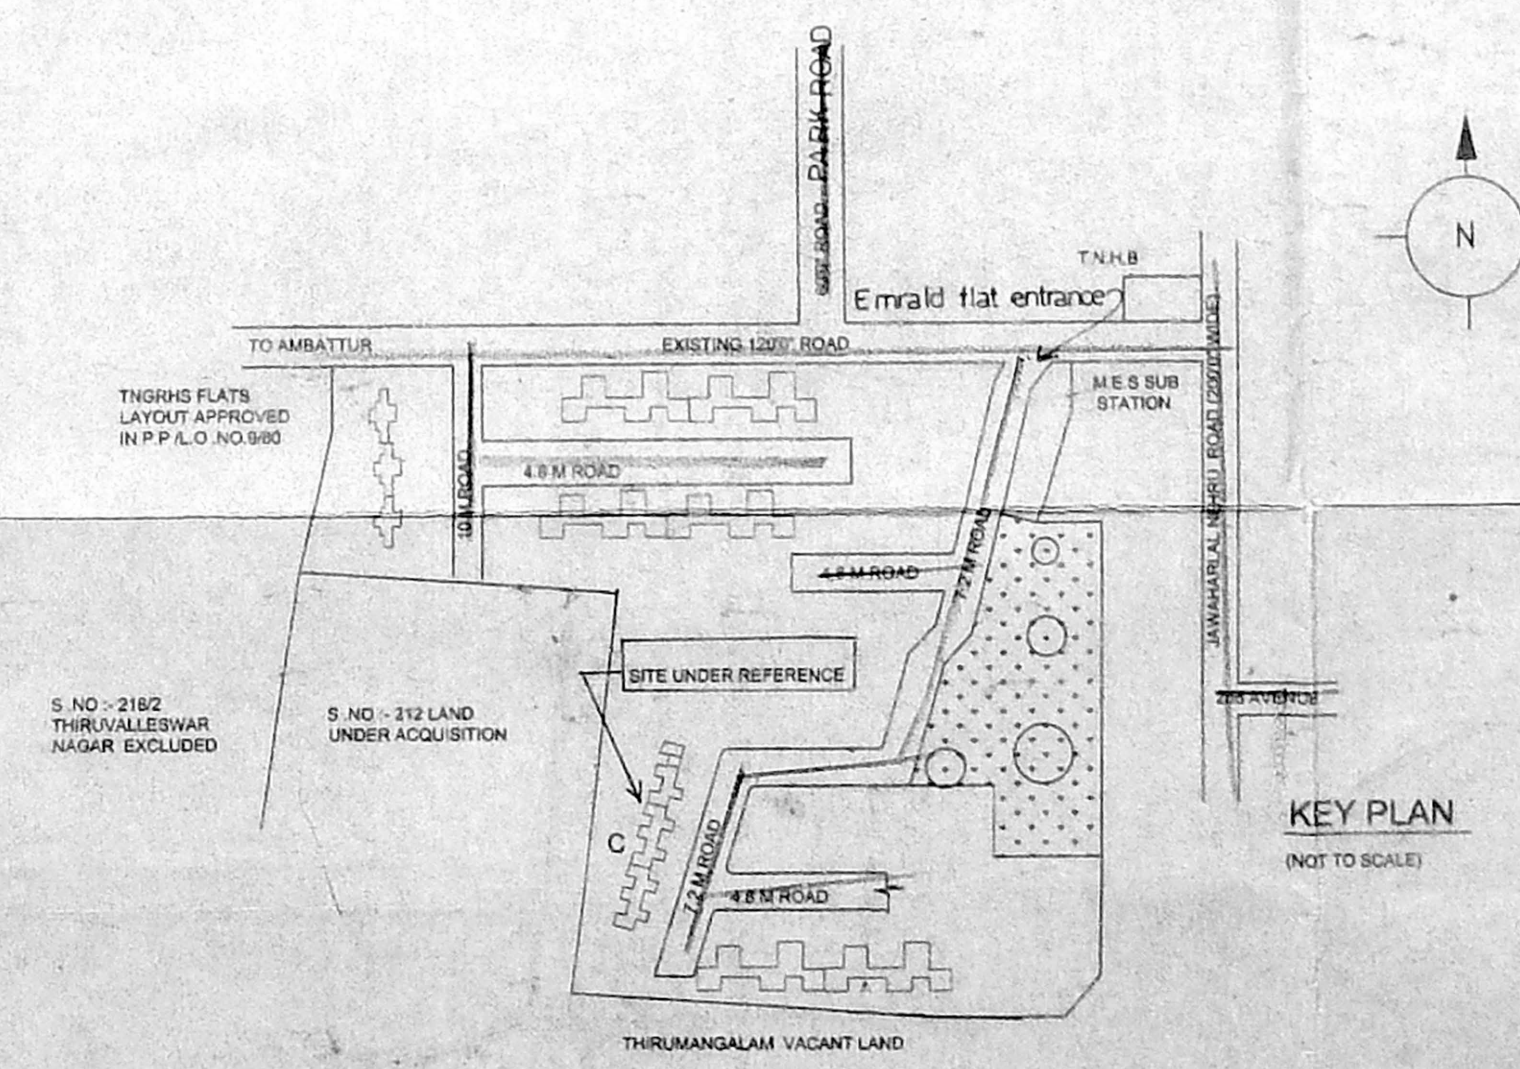 PARK ROAD
ROAD
N
T.N.H.B
Emrald flat entrance
TO AMBATTUR
EXISTING 120'0" ROAD
JAWAHARLAL NEHRU ROAD (200'0" WIDE)
TNGRHS FLATS
LAYOUT APPROVED
IN P.P./L.O.NO.9/80
M.E.S SUB
STATION
10 M ROAD
4.8 M ROAD
7.2 M ROAD
4.8 M ROAD
SITE UNDER REFERENCE
S.NO :- 218/2
THIRUVALLESWAR
NAGAR EXCLUDED
S.NO :- 212 LAND
UNDER ACQUISITION
AVENUE
C
7.2 M ROAD
4.8 M ROAD
KEY PLAN
(NOT TO SCALE)
THIRUMANGALAM VACANT LAND